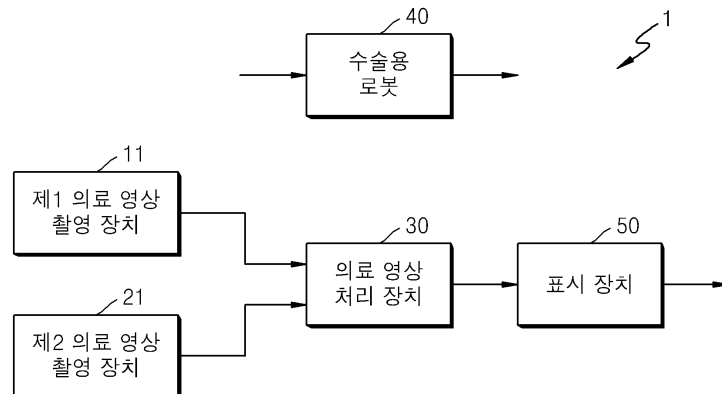 40
1
수술용
로봇
11
제1 의료 영상
촬영 장치
30
의료 영상
처리 장치
50
표시 장치
21
제2 의료 영상
촬영 장치